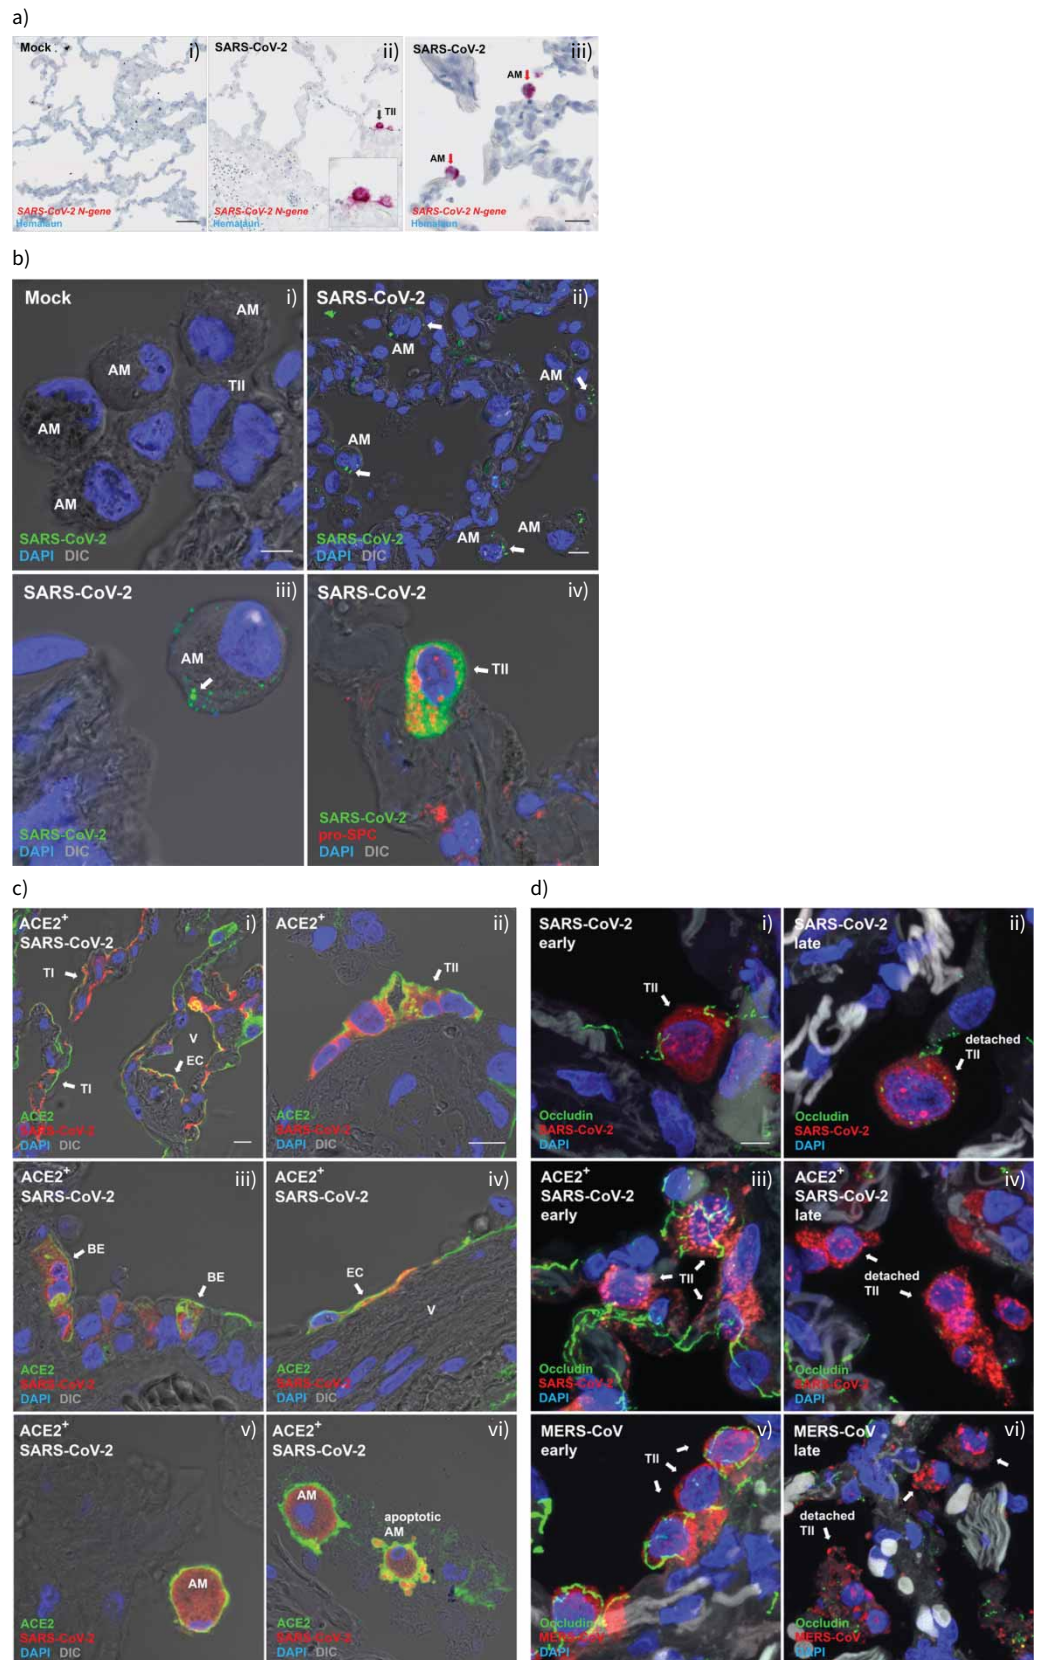 a)
Mock
i)
SARS-CoV-2 N-gene
Hemalaun
SARS-CoV-2
ii)
TII
SARS-CoV-2 N-gene
Hemalaun
SARS-CoV-2
iii)
AM
AM
SARS-CoV-2 N-gene
Hemalaun
b)
Mock
i)
AM
AM
TII
AM
AM
SARS-CoV-2
DAPI DIC
SARS-CoV-2
ii)
AM
AM
AM
AM
AM
SARS-CoV-2
DAPI DIC
SARS-CoV-2
iii)
AM
SARS-CoV-2
DAPI DIC
SARS-CoV-2
iv)
TII
SARS-CoV-2
pro-SPC
DAPI DIC
c)
ACE2+
SARS-CoV-2
i)
TI
V
EC
TI
ACE2
SARS-CoV-2
DAPI DIC
ACE2+
ii)
TII
ACE2
SARS-CoV-2
DAPI DIC
ACE2+
SARS-CoV-2
iii)
BE
BE
ACE2
SARS-CoV-2
DAPI DIC
ACE2+
SARS-CoV-2
iv)
EC
V
ACE2
SARS-CoV-2
DAPI DIC
ACE2+
SARS-CoV-2
v)
AM
ACE2
SARS-CoV-2
DAPI DIC
ACE2+
SARS-CoV-2
vi)
AM
apoptotic
AM
ACE2
SARS-CoV-2
DAPI DIC
d)
SARS-CoV-2
early
i)
TII
Occludin
SARS-CoV-2
DAPI
SARS-CoV-2
late
ii)
detached
TII
Occludin
SARS-CoV-2
DAPI
ACE2+
SARS-CoV-2
early
iii)
TII
Occludin
SARS-CoV-2
DAPI
ACE2+
SARS-CoV-2
late
iv)
detached
TII
Occludin
SARS-CoV-2
DAPI
MERS-CoV
early
v)
TII
Occludin
MERS-CoV
DAPI
MERS-CoV
late
vi)
detached
TII
Occludin
MERS-CoV
DAPI